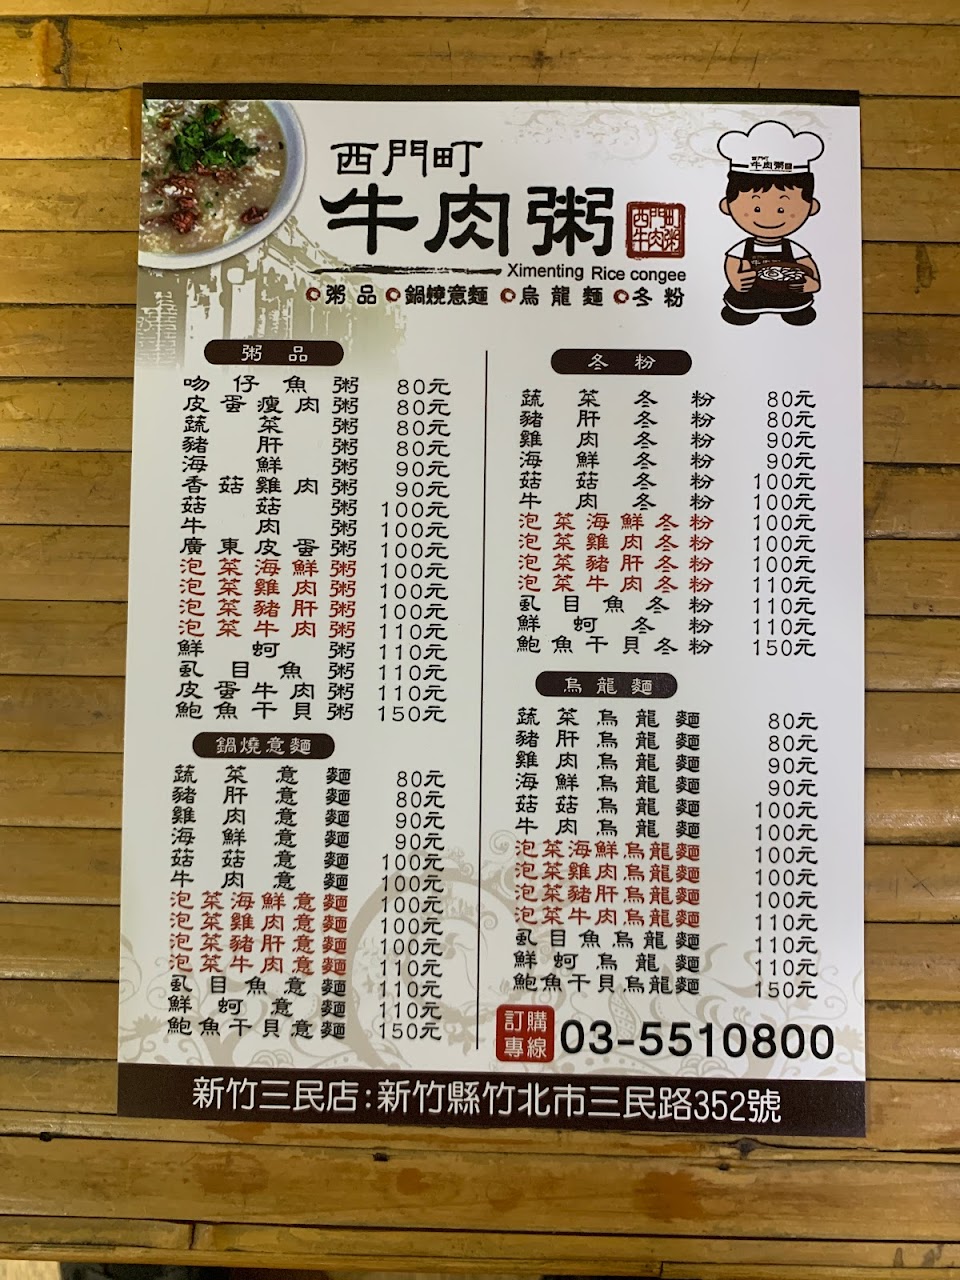 西門町
牛肉粥
西門町
牛肉粥
Ximenting Rice congee
粥品 鍋燒意麵 烏龍麵 冬粉
西門町
牛肉粥
粥品
吻仔魚粥 80元
皮蛋瘦肉粥 80元
蔬菜粥 80元
豬肝粥 80元
海鮮粥 90元
香菇雞肉粥 90元
菇菇粥 100元
牛肉粥 100元
廣東皮蛋粥 100元
泡菜海鮮粥 100元
泡菜雞肉粥 100元
泡菜豬肝粥 100元
泡菜牛肉粥 110元
鮮蚵粥 110元
虱目魚粥 110元
皮蛋牛肉粥 110元
鮑魚干貝粥 150元
鍋燒意麵
蔬菜意麵 80元
豬肝意麵 80元
雞肉意麵 90元
海鮮意麵 90元
菇菇意麵 100元
牛肉意麵 100元
泡菜海鮮意麵 100元
泡菜雞肉意麵 100元
泡菜豬肝意麵 100元
泡菜牛肉意麵 110元
虱目魚意麵 110元
鮮蚵意麵 110元
鮑魚干貝意麵 150元
冬粉
蔬菜冬粉 80元
豬肝冬粉 80元
雞肉冬粉 90元
海鮮冬粉 90元
菇菇冬粉 100元
牛肉冬粉 100元
泡菜海鮮冬粉 100元
泡菜雞肉冬粉 100元
泡菜豬肝冬粉 100元
泡菜牛肉冬粉 110元
虱目魚冬粉 110元
鮮蚵冬粉 110元
鮑魚干貝冬粉 150元
烏龍麵
蔬菜烏龍麵 80元
豬肝烏龍麵 80元
雞肉烏龍麵 90元
海鮮烏龍麵 90元
菇菇烏龍麵 100元
牛肉烏龍麵 100元
泡菜海鮮烏龍麵 100元
泡菜雞肉烏龍麵 100元
泡菜豬肝烏龍麵 100元
泡菜牛肉烏龍麵 110元
虱目魚烏龍麵 110元
鮮蚵烏龍麵 110元
鮑魚干貝烏龍麵 150元
訂購
專線 03-5510800
新竹三民店:新竹縣竹北市三民路352號